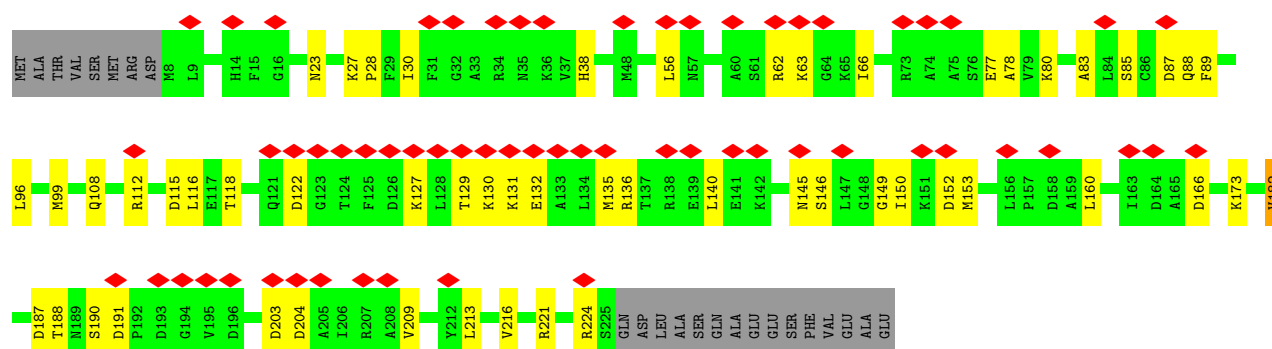 MET ALA THR VAL SER MET ARG ASP M8 L9 H14 F15 G16 N23 K27 P28 F29 I30 F31 G32 A33 R34 N35 K36 V37 H38 M48 L56 N57 A60 S61 R62 K63 G64 K65 I66 R73 A74 A75 S76 E77 A78 V79 K80 A83 L84 S85 C86 D87 Q88 F89
L96 M99 Q108 R112 D115 L116 E117 T118 Q121 D122 G123 T124 F125 D126 K127 L128 T129 K130 K131 E132 A133 L134 M135 R136 T137 R138 E139 L140 E141 K142 N145 S146 L147 G148 G149 I150 K151 D152 M153 L156 P157 D158 A159 L160 I163 D164 A165 D166 K173
D187 T188 N189 S190 D191 P192 D193 G194 V195 D196 D203 D204 A205 I206 R207 A208 V209 Y212 L213 V216 R221 R224 S225 GLN ASP LEU ALA SER GLN ALA GLU GLU SER PHE VAL GLU ALA GLU